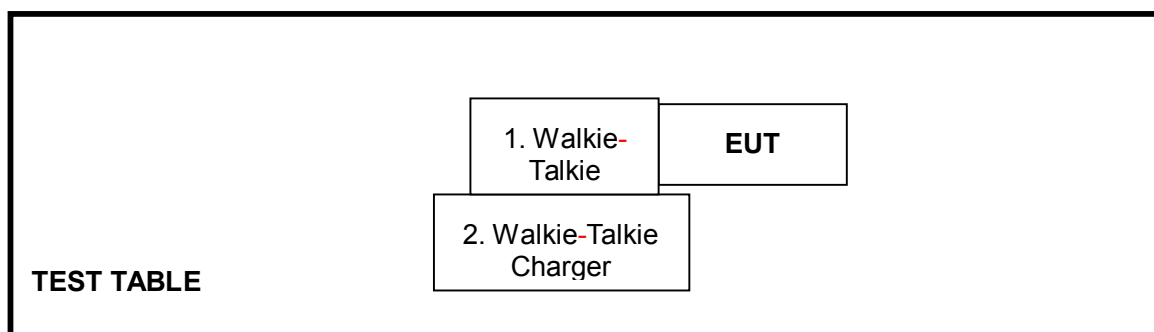 1. Walkie-
Talkie
EUT
2. Walkie-Talkie
Charger
TEST TABLE